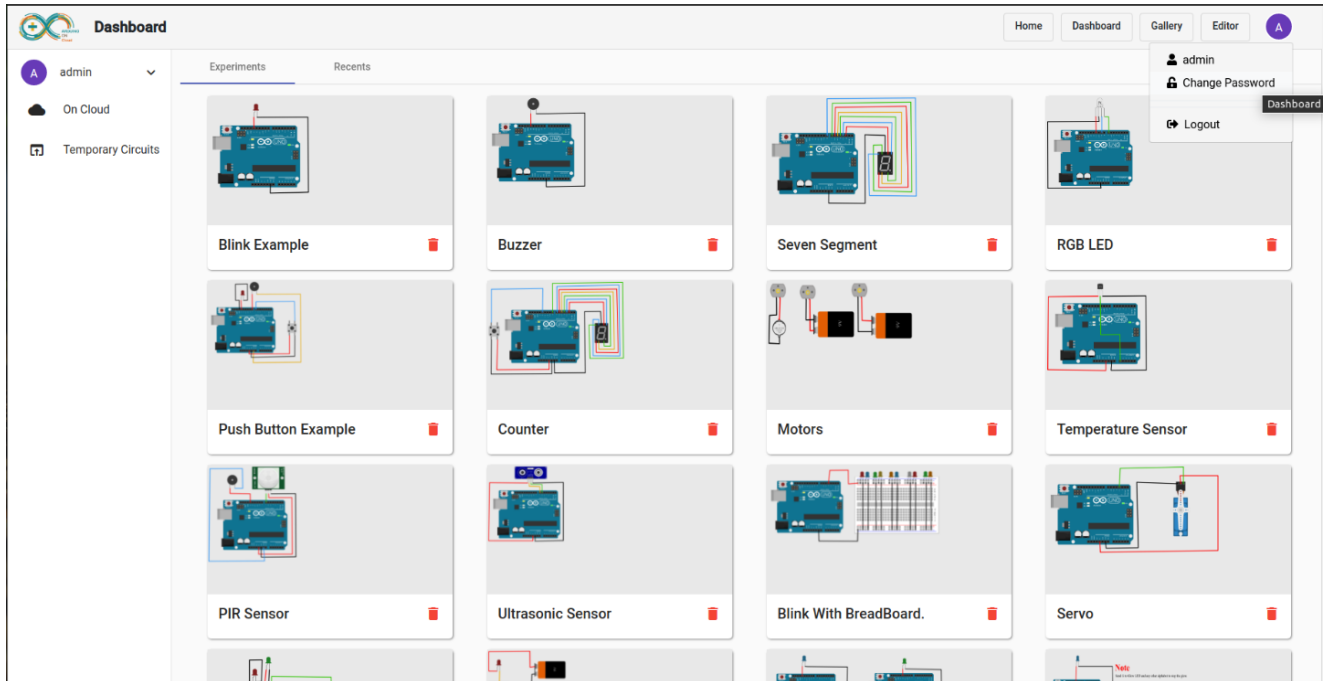 Dashboard
Home
Dashboard
Gallery
Editor
A
A
admin
On Cloud
Temporary Circuits
Experiments
Recents
admin
Change Password
Dashboard
Logout
Blink Example
Buzzer
Seven Segment
RGB LED
Push Button Example
Counter
Motors
Temperature Sensor
PIR Sensor
Ultrasonic Sensor
Blink With BreadBoard.
Servo
Note